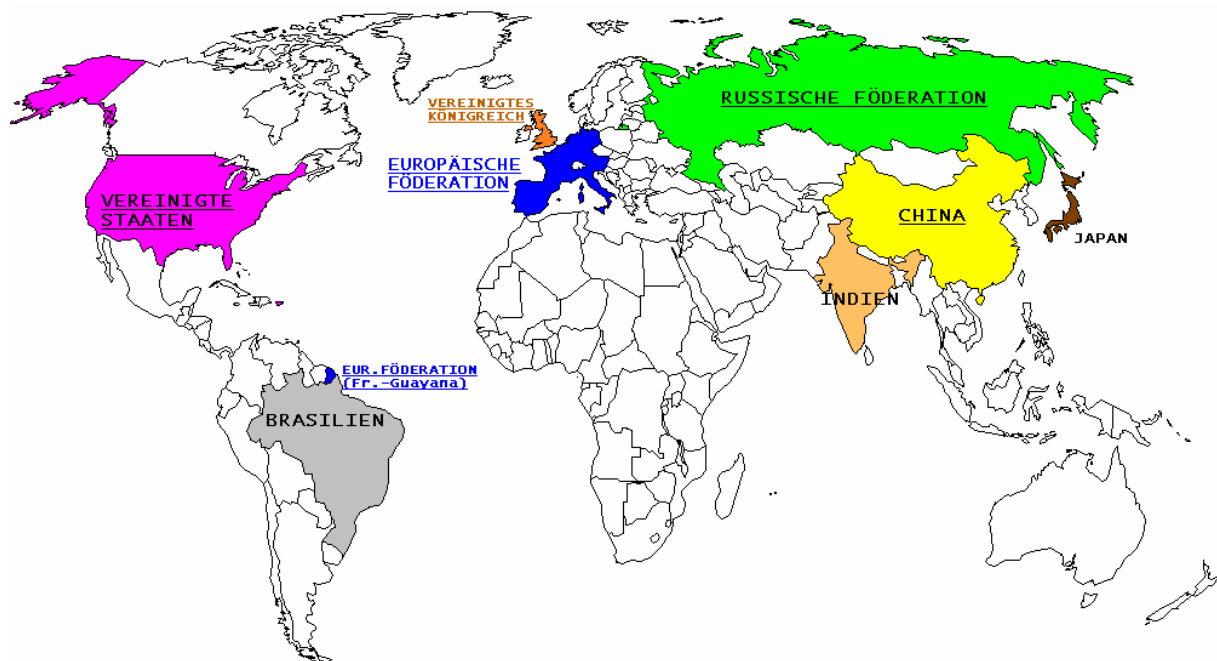 RUSSISCHE FÖDERATION
VEREINIGTES
KÖNIGREICH
EUROPÄISCHE
FÖDERATION
VEREINIGTE
STAATEN
CHINA
JAPAN
INDIEN
EUR.FÖDERATION
(Fr.-Guayana)
BRASILIEN